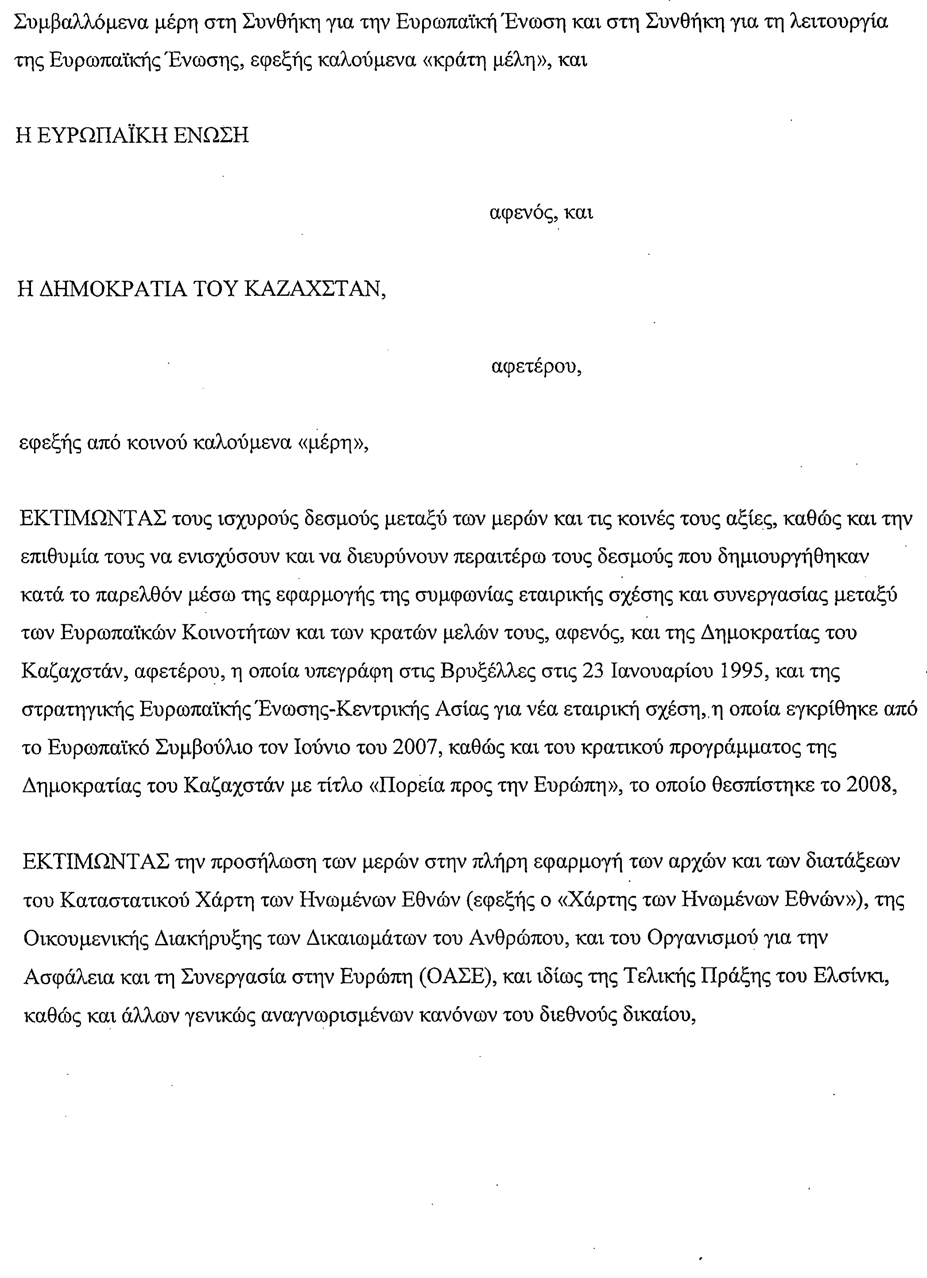 Συμβαλλόμενα μέρη στη Συνθήκη για την Ευρωπαϊκή Ένωση και στη Συνθήκη για τη λειτουργία
της Ευρωπαϊκής Ένωσης, εφεξής καλούμενα «κράτη μέλη», και
Η ΕΥΡΩΠΑΪΚΗ ΕΝΩΣΗ
αφενός, και
Η ΔΗΜΟΚΡΑΤΙΑ ΤΟΥ ΚΑΖΑΧΣΤΑΝ,
αφετέρου,
εφεξής από κοινού καλούμενα «μέρη»,
ΕΚΤΙΜΩΝΤΑΣ τους ισχυρούς δεσμούς μεταξύ των μερών και τις κοινές τους αξίες, καθώς και την
επιθυμία τους να ενισχύσουν και να διευρύνουν περαιτέρω τους δεσμούς που δημιουργήθηκαν
κατά το παρελθόν μέσω της εφαρμογής της συμφωνίας εταιρικής σχέσης και συνεργασίας μεταξύ
των Ευρωπαϊκών Κοινοτήτων και των κρατών μελών τους, αφενός, και της Δημοκρατίας του
Καζαχστάν, αφετέρου, η οποία υπεγράφη στις Βρυξέλλες στις 23 Ιανουαρίου 1995, και της
στρατηγικής Ευρωπαϊκής Ένωσης-Κεντρικής Ασίας για νέα εταιρική σχέση, η οποία εγκρίθηκε από
το Ευρωπαϊκό Συμβούλιο τον Ιούνιο του 2007, καθώς και του κρατικού προγράμματος της
Δημοκρατίας του Καζαχστάν με τίτλο «Πορεία προς την Ευρώπη», το οποίο θεσπίστηκε το 2008,
ΕΚΤΙΜΩΝΤΑΣ την προσήλωση των μερών στην πλήρη εφαρμογή των αρχών και των διατάξεων
του Καταστατικού Χάρτη των Ηνωμένων Εθνών (εφεξής ο «Χάρτης των Ηνωμένων Εθνών»), της
Οικουμενικής Διακήρυξης των Δικαιωμάτων του Ανθρώπου, και του Οργανισμού για την
Ασφάλεια και τη Συνεργασία στην Ευρώπη (ΟΑΣΕ), και ιδίως της Τελικής Πράξης του Ελσίνκι,
καθώς και άλλων γενικώς αναγνωρισμένων κανόνων του διεθνούς δικαίου,